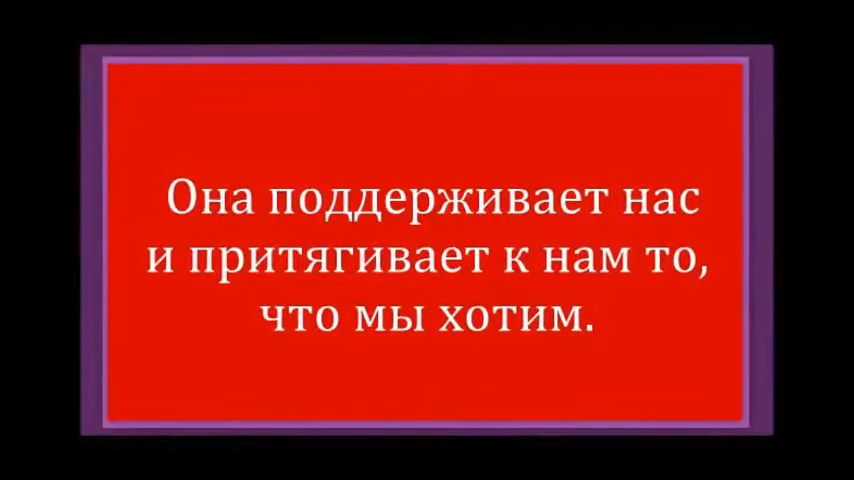 Она поддерживает нас
и притягивает к нам то,
что мы хотим.